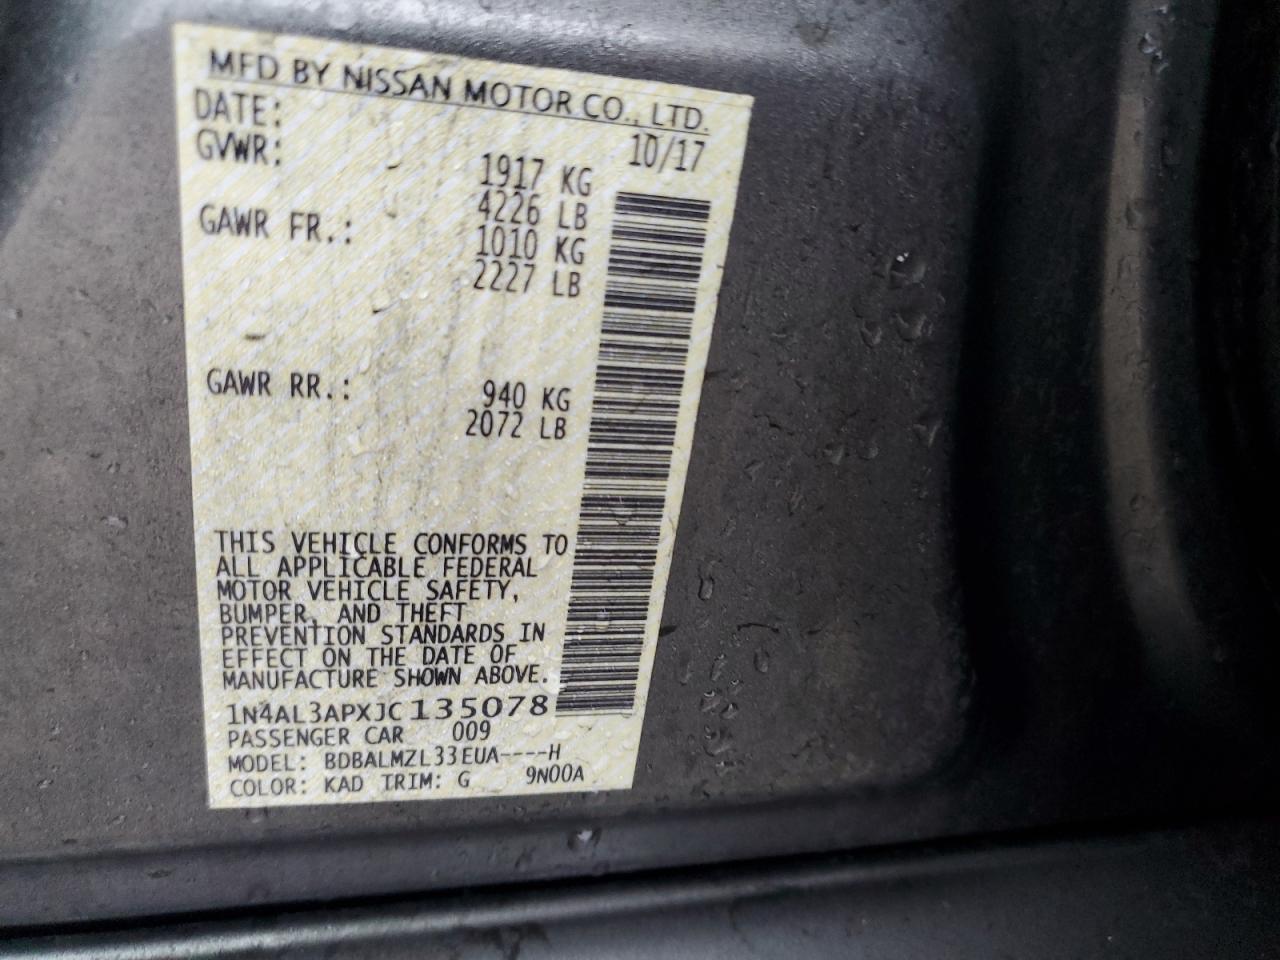 MFD BY NISSAN MOTOR CO., LTD.
DATE: 10/17
GVWR: 1917 KG
4226 LB
GAWR FR.: 1010 KG
2227 LB
GAWR RR.: 940 KG
2072 LB
THIS VEHICLE CONFORMS TO
ALL APPLICABLE FEDERAL
MOTOR VEHICLE SAFETY,
BUMPER, AND THEFT
PREVENTION STANDARDS IN
EFFECT ON THE DATE OF
MANUFACTURE SHOWN ABOVE.
1N4AL3APXJC135078
PASSENGER CAR 009
MODEL: BDBALMZL33EUA----H
COLOR: KAD TRIM: G 9N00A